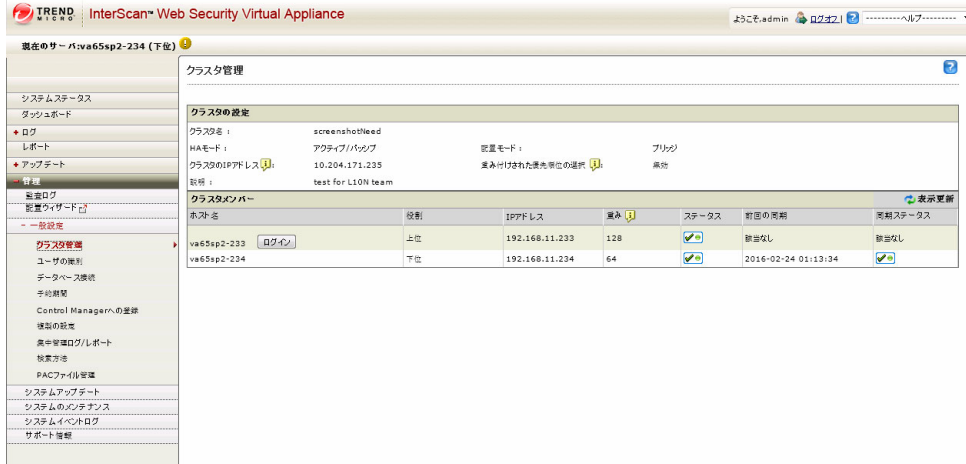 TREND MICRO InterScan™ Web Security Virtual Appliance
ようこそ,admin ログオフ | ? ----------ヘルプ----------
現在のサーバ:va65sp2-234 (下位)
クラスタ管理
システムステータス
ダッシュボード
+ ログ
レポート
+ アップデート
- 管理
監査ログ
配置ウィザード
- 一般設定
クラスタ管理
ユーザの識別
データベース接続
予約期間
Control Managerへの登録
複製の設定
集中管理ログ/レポート
検索方法
PACファイル管理
システムアップデート
システムのメンテナンス
システムイベントログ
サポート情報
クラスタの設定
クラスタ名 : screenshotNeed
HAモード : アクティブ/パッシブ 配置モード : ブリッジ
クラスタのIPアドレス : 10.204.171.235 重み付けされた優先順位の選択 : 無効
説明 : test for L10N team
クラスタメンバー 表示更新
ホスト名 役割 IPアドレス 重み ステータス 前回の同期 同期ステータス
va65sp2-233 ログイン 上位 192.168.11.233 128 該当なし 該当なし
va65sp2-234 下位 192.168.11.234 64 2016-02-24 01:13:34